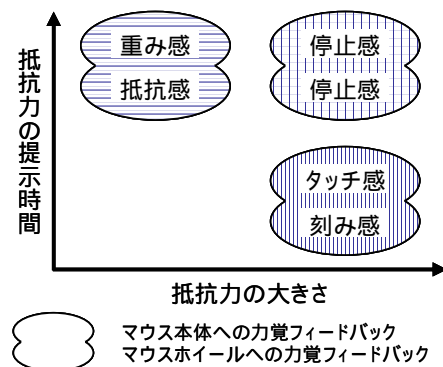 抵抗力の提示時間
重み感
抵抗感
停止感
停止感
タッチ感
刻み感
抵抗力の大きさ
マウス本体への力覚フィードバック
マウスホイールへの力覚フィードバック